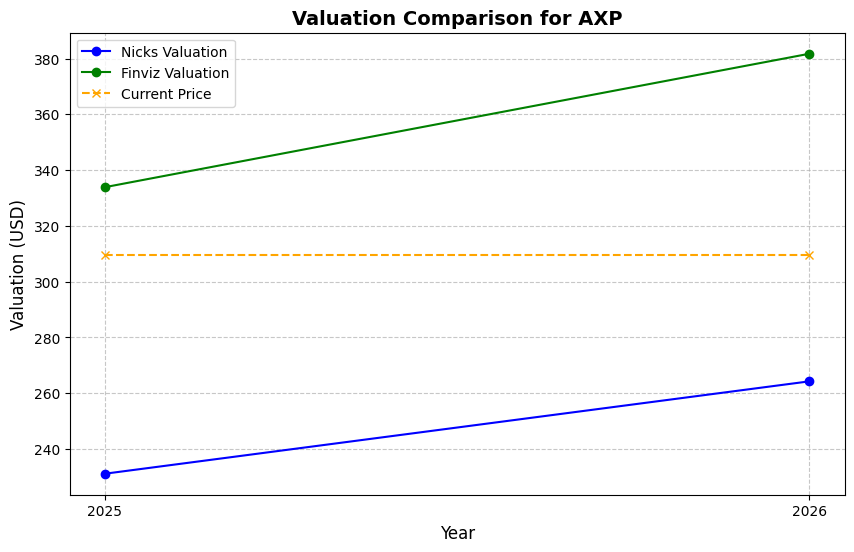 Valuation Comparison for AXP
Nicks Valuation
Finviz Valuation
Current Price
380
360
340
320
300
280
260
240
Valuation (USD)
2025
2026
Year